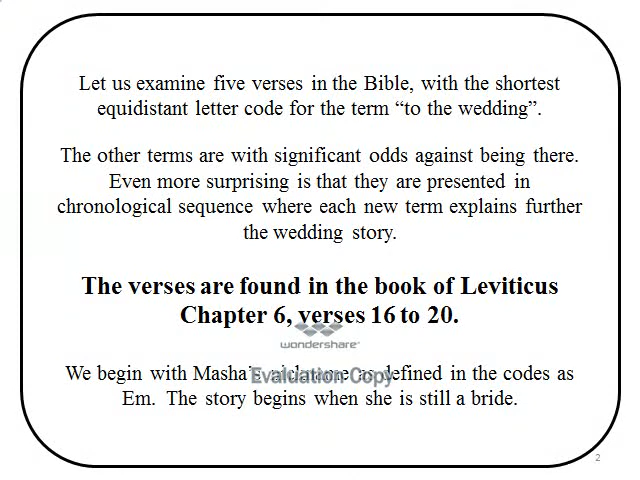 Let us examine five verses in the Bible, with the shortest
equidistant letter code for the term “to the wedding”.
The other terms are with significant odds against being there.
Even more surprising is that they are presented in
chronological sequence where each new term explains further
the wedding story.
The verses are found in the book of Leviticus
Chapter 6, verses 16 to 20.
wondershare™
We begin with Masha's as defined in the codes as
Evaluation Copy
Em. The story begins when she is still a bride.
2